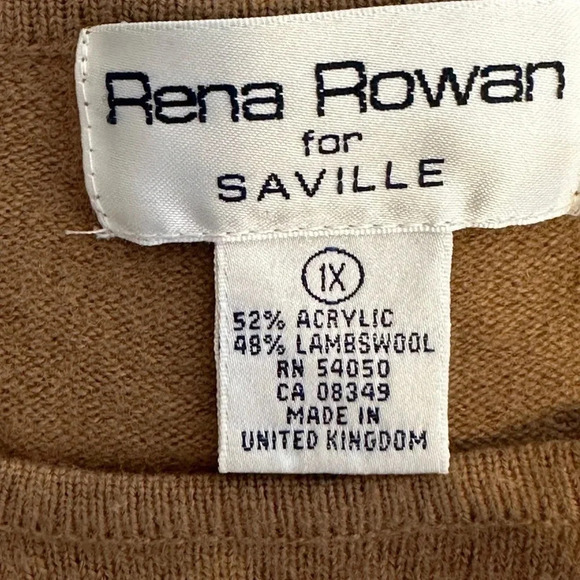 Rena Rowan
for
SAVILLE
1X
52% ACRYLIC
48% LAMBSWOOL
RN 54050
CA 08349
MADE IN
UNITED KINGDOM